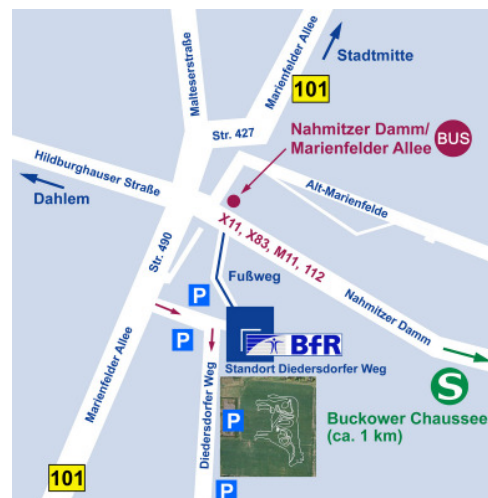 Malteserstraße
Marienfelder Allee
Stadtmitte
101
Str. 427
Nahmitzer Damm/
Marienfelder Allee
BUS
Hildburghauser Straße
Dahlem
Alt-Marienfelde
X11, X83, M11, 112
Str. 490
Fußweg
Nahmitzer Damm
P
P
BfR
Standort Diedersdorfer Weg
Marienfelder Allee
Diedersdorfer Weg
P
S
Buckower Chaussee
(ca. 1 km)
101
P